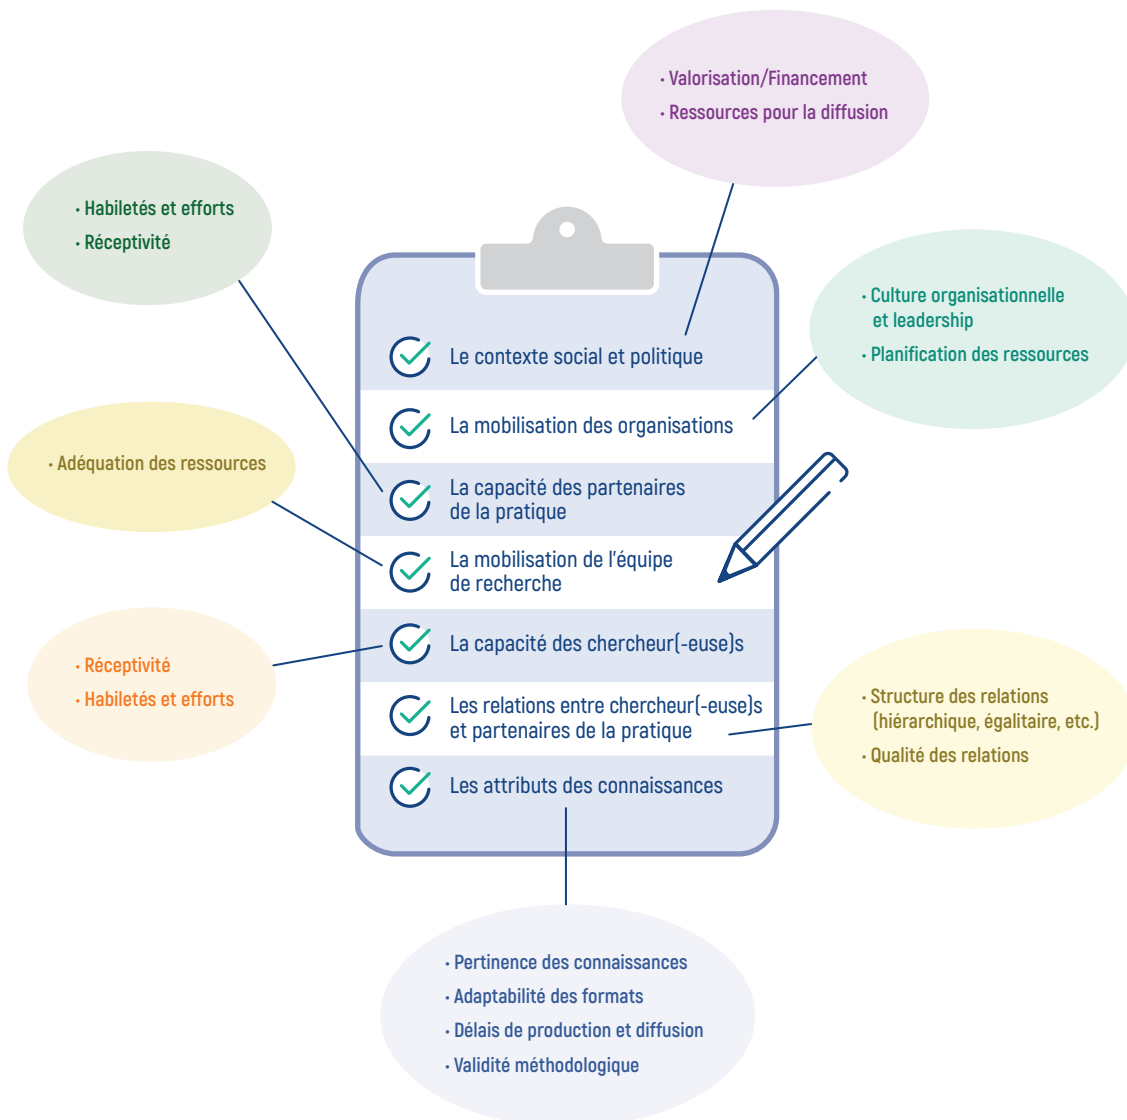 · Valorisation/Financement
· Ressources pour la diffusion
· Habiletés et efforts
· Réceptivité
· Culture organisationnelle
et leadership
· Planification des ressources
Le contexte social et politique
La mobilisation des organisations
· Adéquation des ressources
La capacité des partenaires
de la pratique
La mobilisation de l'équipe
de recherche
· Réceptivité
· Habiletés et efforts
La capacité des chercheur(-euse)s
Les relations entre chercheur(-euse)s
et partenaires de la pratique
· Structure des relations
(hiérarchique, égalitaire, etc.)
· Qualité des relations
Les attributs des connaissances
· Pertinence des connaissances
· Adaptabilité des formats
· Délais de production et diffusion
· Validité méthodologique